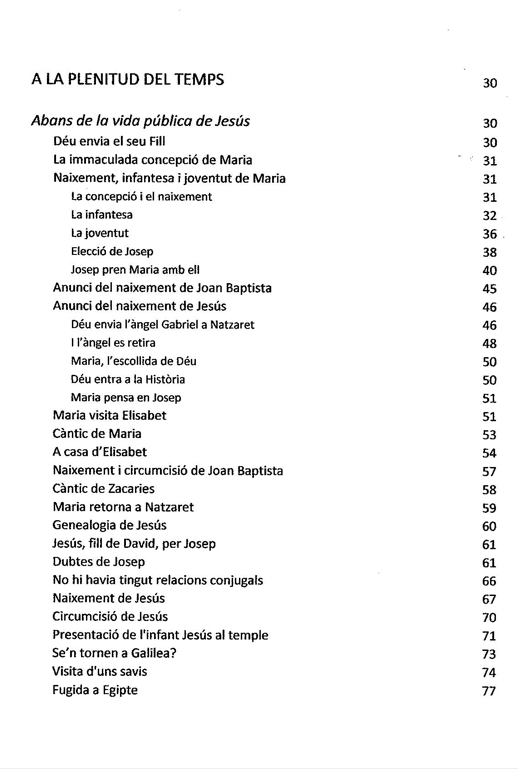 A LA PLENITUD DEL TEMPS 30
Abans de la vida pública de Jesús 30
Déu envia el seu Fill 30
La immaculada concepció de Maria 31
Naixement, infantesa i joventut de Maria 31
La concepció i el naixement 31
La infantesa 32
La joventut 36
Elecció de Josep 38
Josep pren Maria amb ell 40
Anunci del naixement de Joan Baptista 45
Anunci del naixement de Jesús 46
Déu envia l'àngel Gabriel a Natzaret 46
I l'àngel es retira 48
Maria, l'escollida de Déu 50
Déu entra a la Història 50
Maria pensa en Josep 51
Maria visita Elisabet 51
Càntic de Maria 53
A casa d'Elisabet 54
Naixement i circumcisió de Joan Baptista 57
Càntic de Zacaries 58
Maria retorna a Natzaret 59
Genealogia de Jesús 60
Jesús, fill de David, per Josep 61
Dubtes de Josep 61
No hi havia tingut relacions conjugals 66
Naixement de Jesús 67
Circumcisió de Jesús 70
Presentació de l'infant Jesús al temple 71
Se'n tornen a Galilea? 73
Visita d'uns savis 74
Fugida a Egipte 77